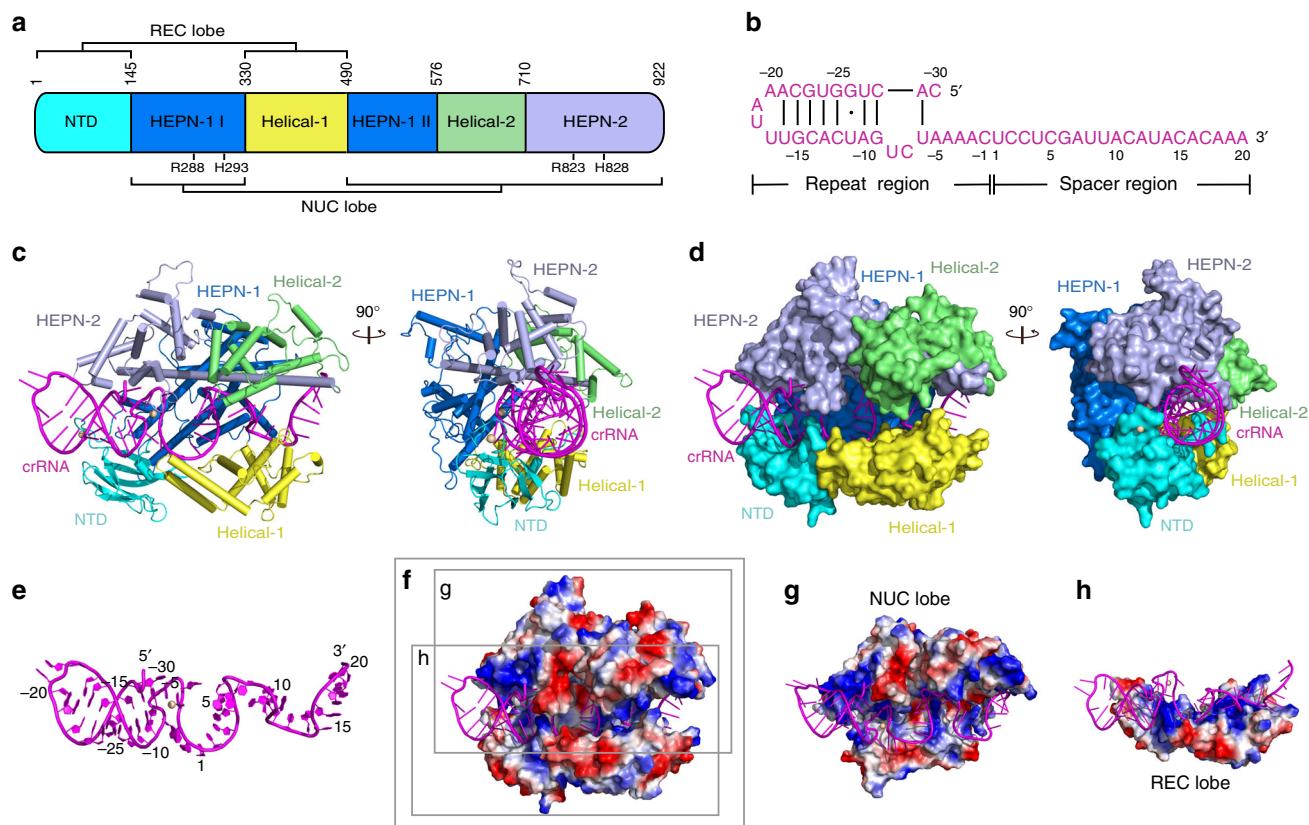 a
REC lobe
1 145 330 490 576 710 922
NTD HEPN-1 I Helical-1 HEPN-1 II Helical-2 HEPN-2
R288 H293 R823 H828
NUC lobe
b
–20 –25 –30
AACGUGGUC AC 5′
A
U
UUGCACUAG UC UAAAACUCCUCGAUUACAUACACAAA 3′
–15 –10 –5 –1 1 5 10 15 20
Repeat region Spacer region
c
HEPN-2 HEPN-1 Helical-2
crRNA
NTD
Helical-1
90°
HEPN-2
HEPN-1
Helical-2
crRNA
Helical-1
NTD
d
HEPN-1 Helical-2
HEPN-2
crRNA
NTD
Helical-1
90°
HEPN-2
HEPN-1
Helical-2
crRNA
Helical-1
NTD
e
5′ 3′
–30 20
–20 –15 –5 5 10
15
–25 –10 1
f
g
h
g
NUC lobe
h
REC lobe